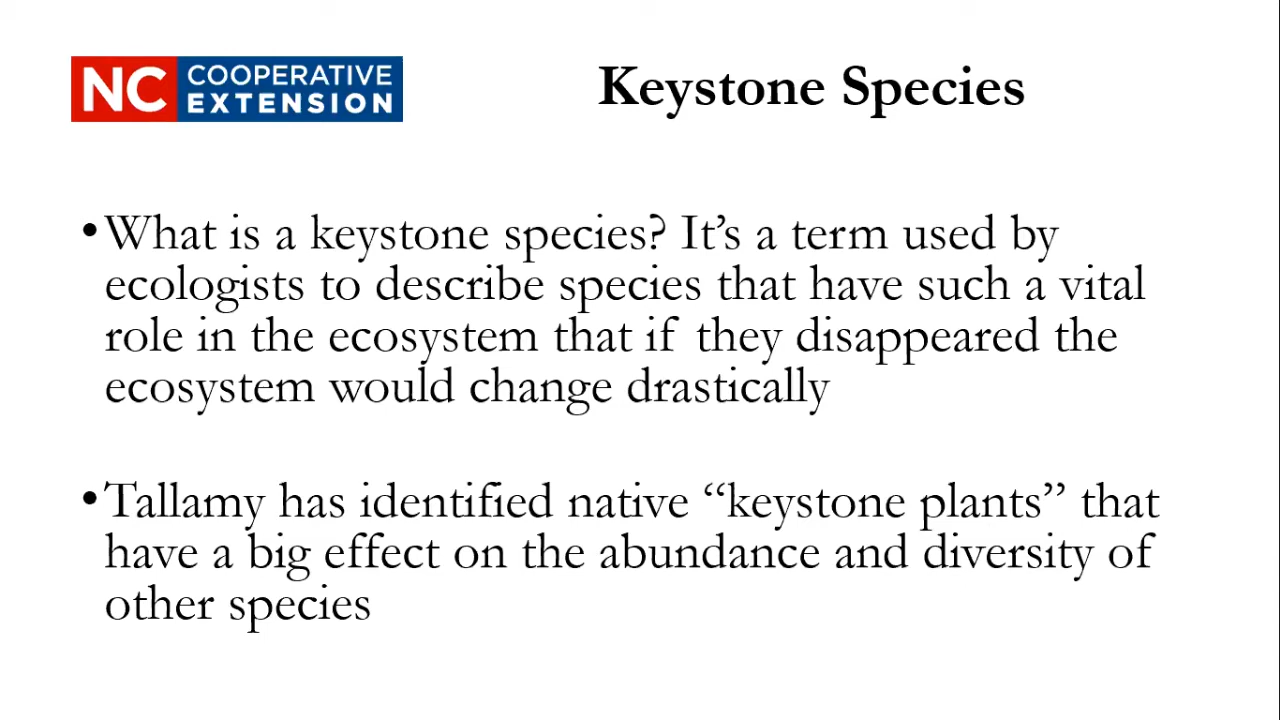 NC COOPERATIVE
EXTENSION
Keystone Species
•What is a keystone species? It’s a term used by
ecologists to describe species that have such a vital
role in the ecosystem that if they disappeared the
ecosystem would change drastically
•Tallamy has identified native “keystone plants” that
have a big effect on the abundance and diversity of
other species